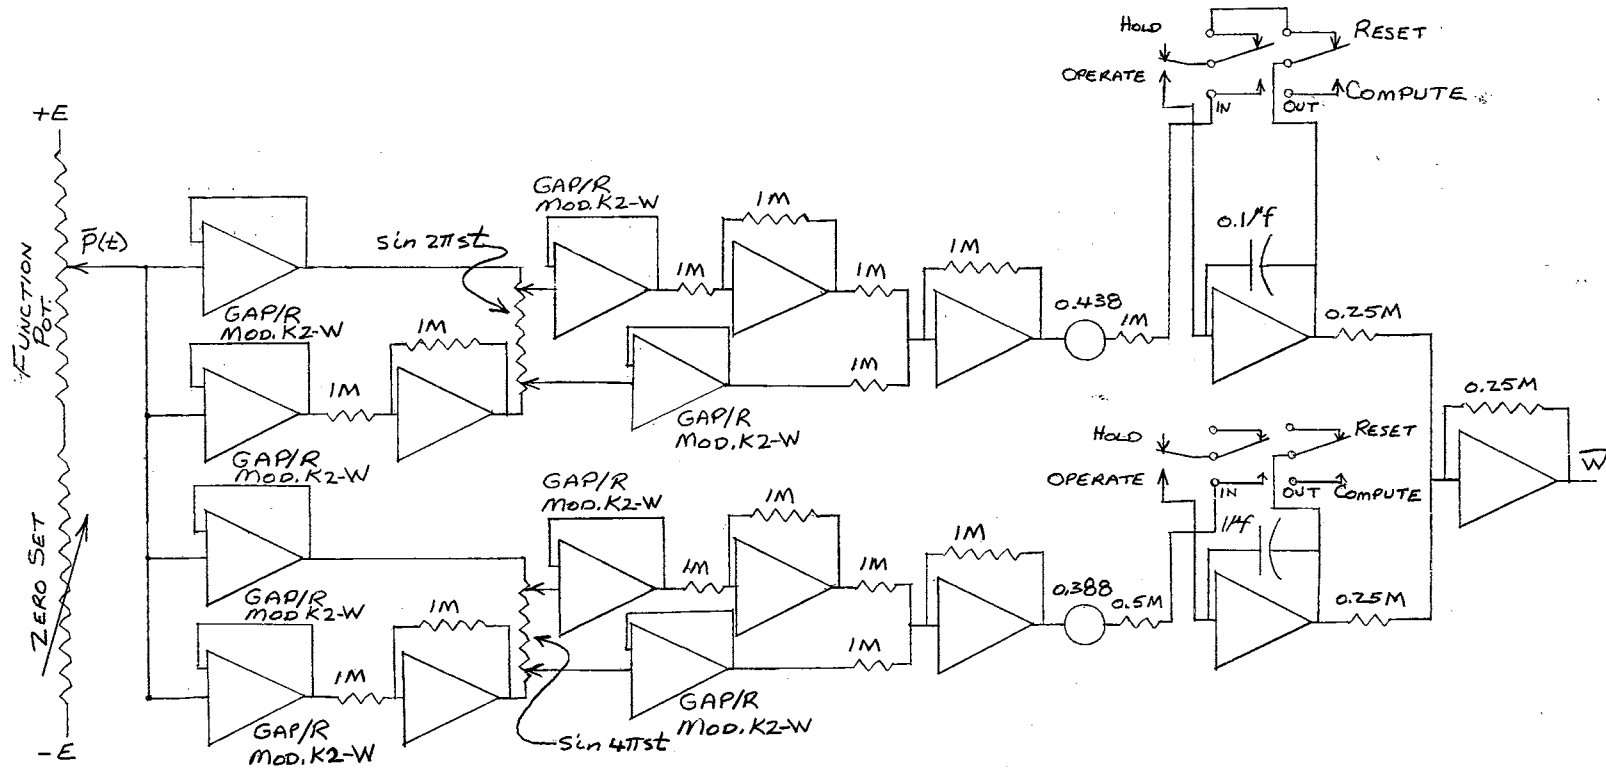 +E
FUNCTION
POT.
ZERO SET
-E
P̅(t)
GAP/R
MOD.K2-W
1M
1M
GAP/R
MOD.K2-W
GAP/R
MOD.K2-W
1M
1M
GAP/R
MOD.K2-W
sin 2πst
sin 4πst
GAP/R
MOD.K2-W
1M
1M
1M
1M
GAP/R
MOD.K2-W
1M
0.438
1M
GAP/R
MOD.K2-W
1M
1M
1M
1M
GAP/R
MOD.K2-W
1M
0.388
0.5M
HOLD
OPERATE
IN
OUT
RESET
COMPUTE
0.1μf
0.25M
HOLD
OPERATE
IN
OUT
RESET
COMPUTE
1μf
0.25M
0.25M
W̅